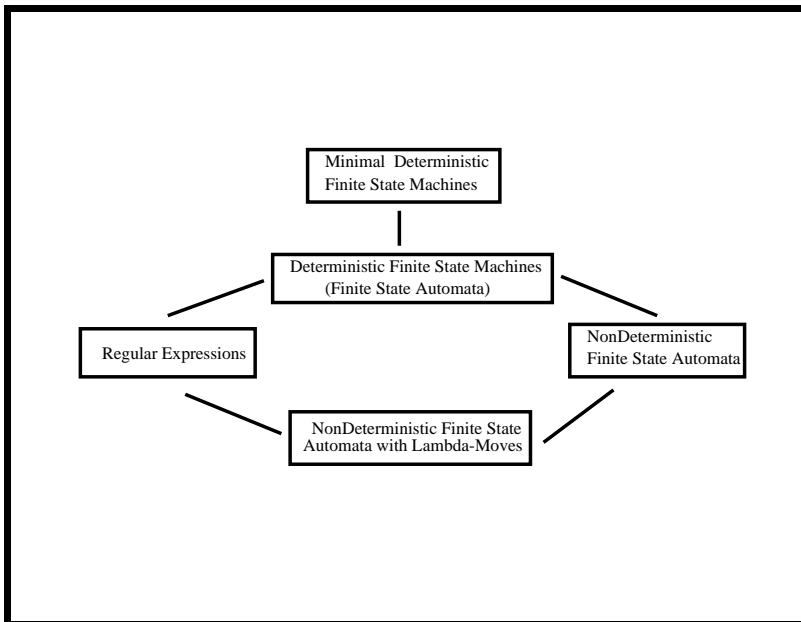 Minimal Deterministic
Finite State Machines
Deterministic Finite State Machines
(Finite State Automata)
Regular Expressions
NonDeterministic
Finite State Automata
NonDeterministic Finite State
Automata with Lambda-Moves